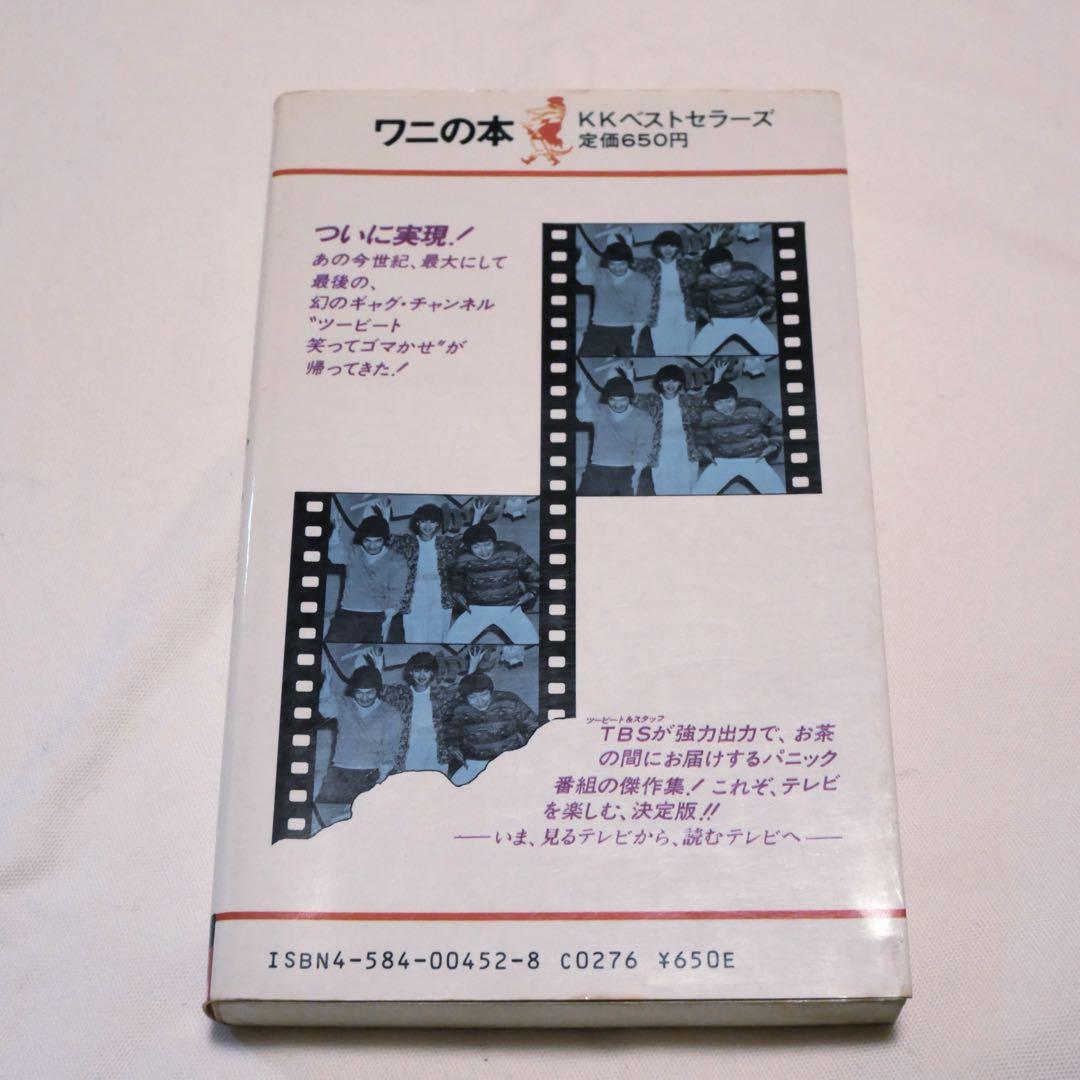 ワニの本
KKベストセラーズ
定価650円
ついに実現!
あの今世紀、最大にして
最後の、
幻のギャグ・チャンネル
〝ツービート
笑ってゴマかせ〟が
帰ってきた!
ツービート&スタッフ
TBSが強力出力で、お茶
の間にお届けするパニック
番組の傑作集! これぞ、テレビ
を楽しむ、決定版!!
──いま、見るテレビから、読むテレビへ──
ISBN4-584-00452-8 C0276 ¥650E